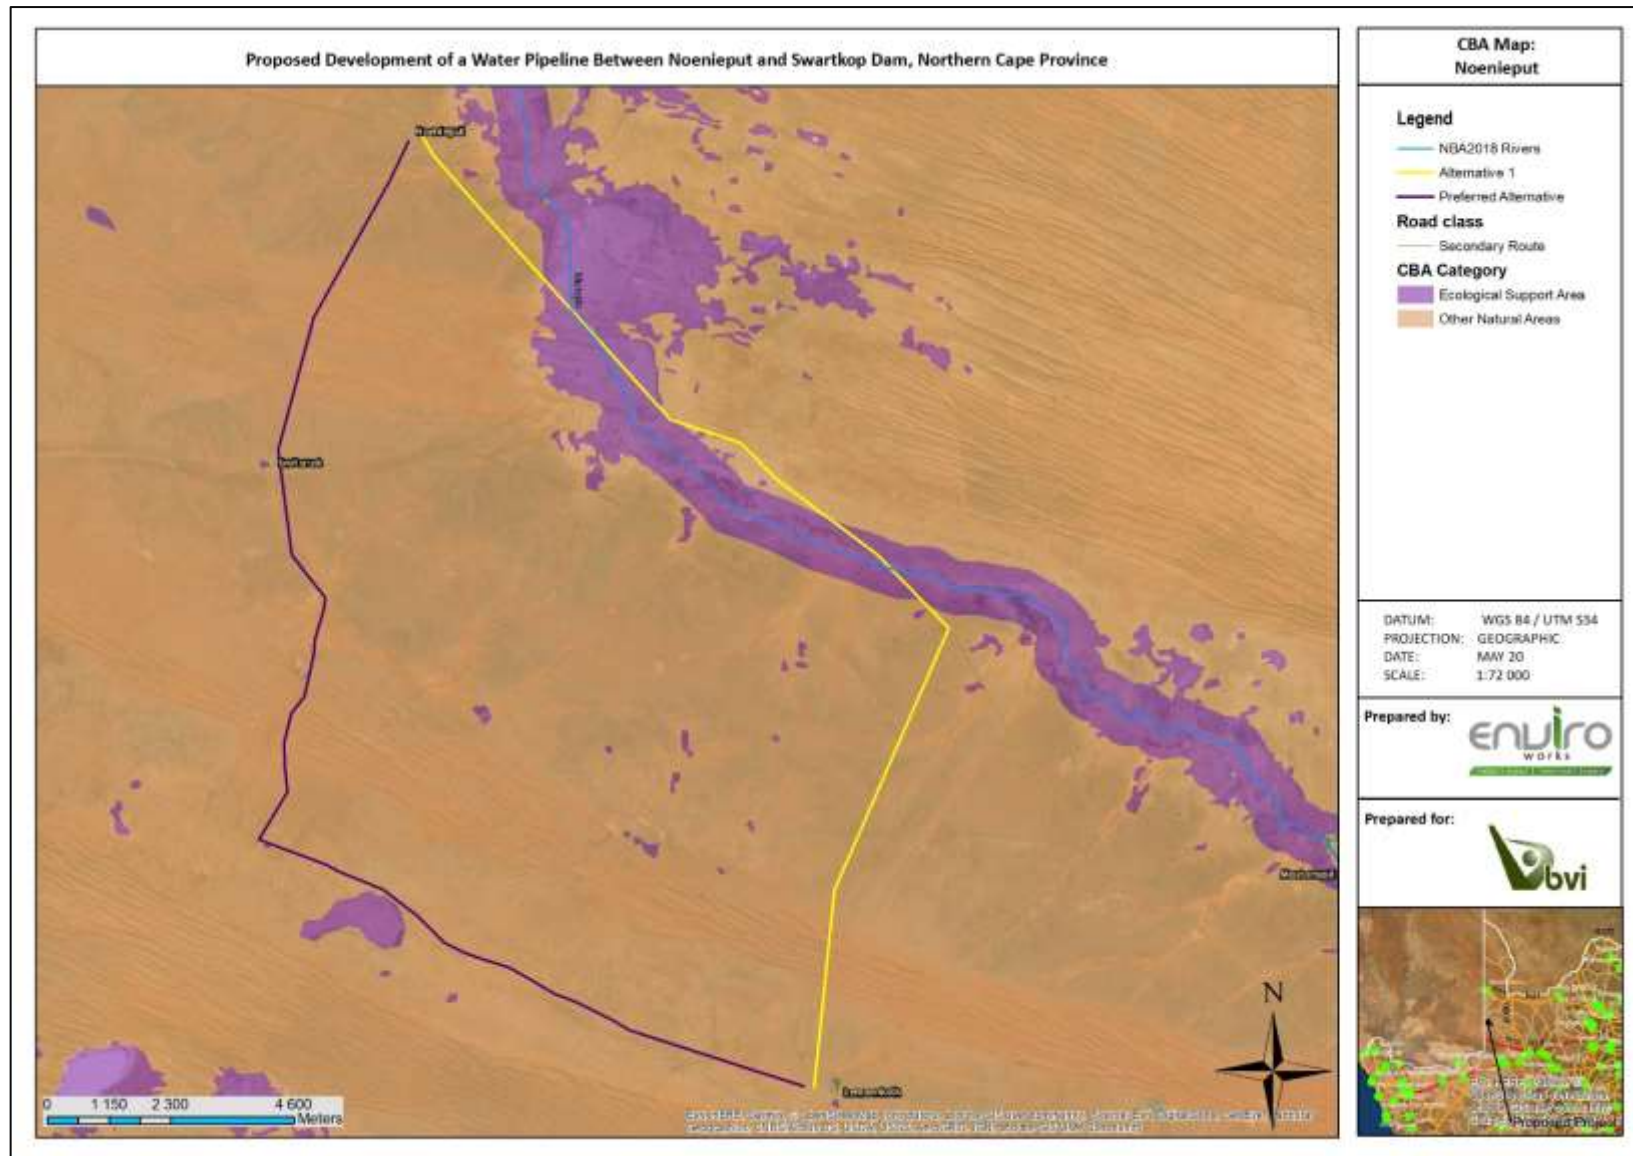 Proposed Development of a Water Pipeline Between Noenieput and Swartkop Dam, Northern Cape Province
CBA Map:
Noenieput
Legend
NBA2018 Rivers
Alternative 1
Preferred Alternative
Road class
Secondary Route
CBA Category
Ecological Support Area
Other Natural Areas
DATUM: WGS 84 / UTM S34
PROJECTION: GEOGRAPHIC
DATE: MAY 20
SCALE: 1:72 000
Prepared by:
enviro
works
Prepared for:
bvi
Noenieput
N
0 1 150 2 300 4 600
Meters
Proposed Project